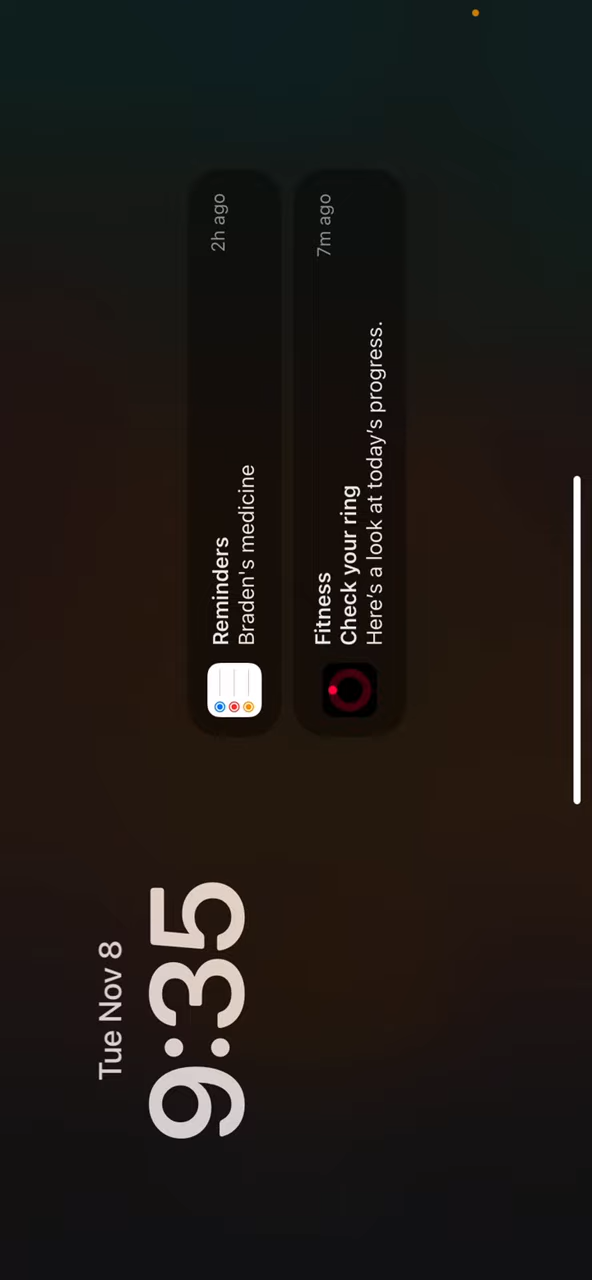 Tue Nov 8
9:35
Reminders
2h ago
Braden's medicine
Fitness
7m ago
Check your ring
Here’s a look at today’s progress.